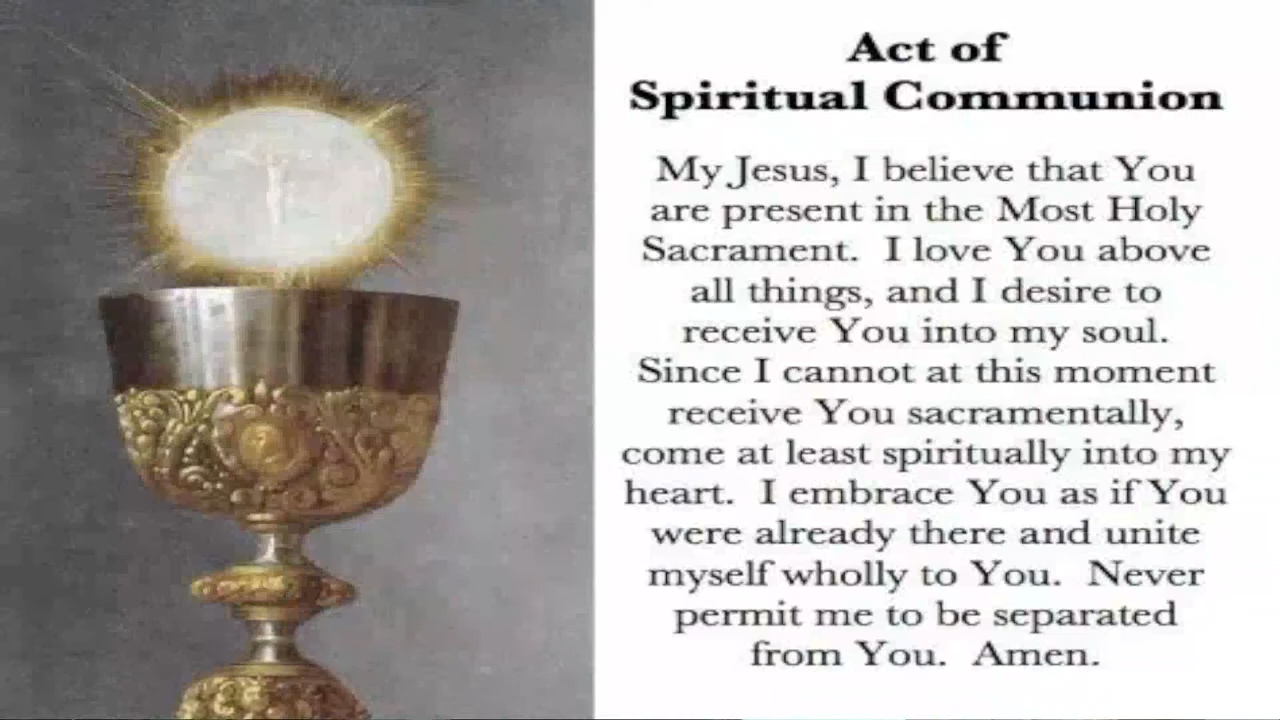 Act of
Spiritual Communion
My Jesus, I believe that You
are present in the Most Holy
Sacrament. I love You above
all things, and I desire to
receive You into my soul.
Since I cannot at this moment
receive You sacramentally,
come at least spiritually into my
heart. I embrace You as if You
were already there and unite
myself wholly to You. Never
permit me to be separated
from You. Amen.